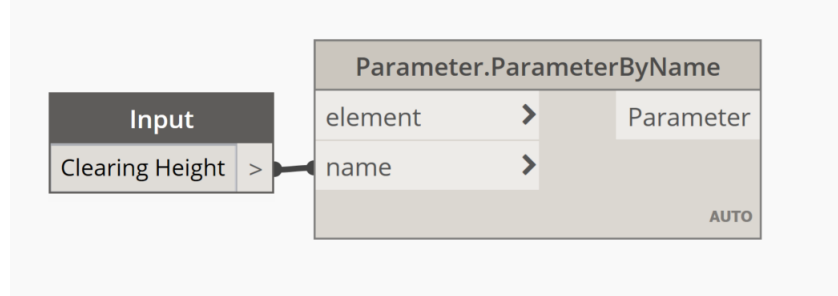 Parameter.ParameterByName
Input
element
Parameter
Clearing Height >
name
AUTO